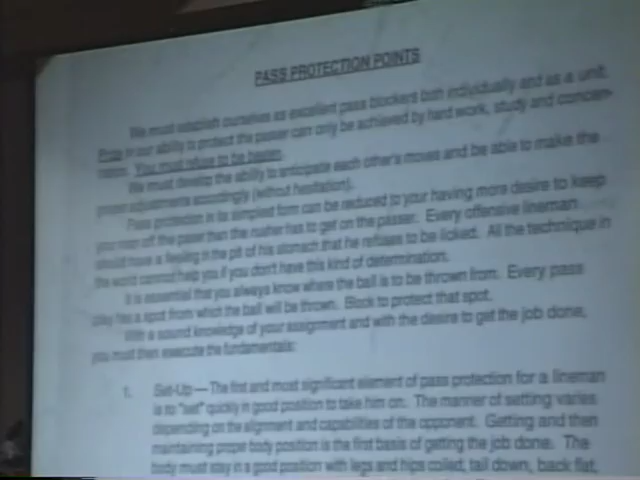 PASS PROTECTION POINTS
We must establish ourselves as excellent pass blockers both individually and as a unit.
Pride in our ability to protect the passer can only be achieved by hard work, study and concen-
tration. You must refuse to be beaten.
We must develop the ability to anticipate each other's moves and be able to make the
proper adjustments accordingly (without hesitation).
Pass protection in its simplest form can be reduced to your having more desire to keep
your man off the passer than the rusher has to get on the passer. Every offensive lineman
should have a feeling in the pit of his stomach that he refuses to be licked. All the technique in
the world cannot help you if you don't have this kind of determination.
It is essential that you always know where the ball is to be thrown from. Every pass
play has a spot from which the ball will be thrown. Block to protect that spot.
With a sound knowledge of your assignment and with the desire to get the job done,
you must then execute the fundamentals:
1. Set-Up — The first and most significant element of pass protection for a lineman
is to "set" quickly in good position to take him on. The manner of setting varies
depending on the alignment and capabilities of the opponent. Getting and then
maintaining proper body position is the first basis of getting the job done. The
body must stay in a good position with legs and hips coiled, tail down, back flat,